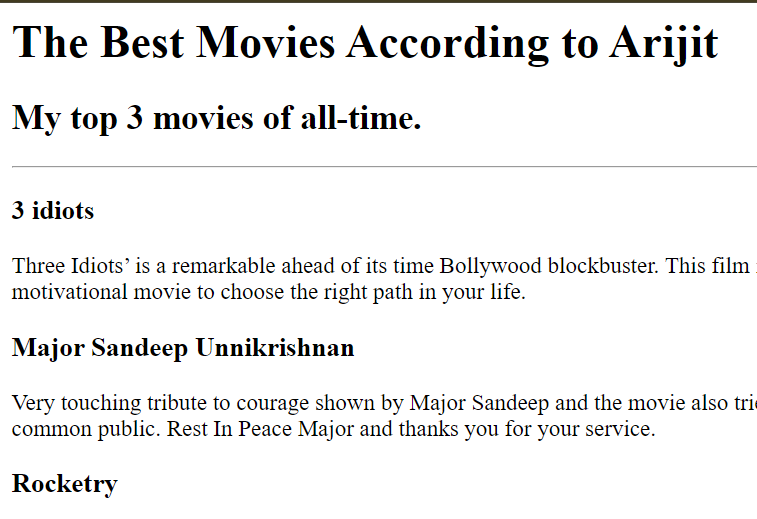 The Best Movies According to Arijit
My top 3 movies of all-time.
3 idiots
Three Idiots’ is a remarkable ahead of its time Bollywood blockbuster. This film
motivational movie to choose the right path in your life.
Major Sandeep Unnikrishnan
Very touching tribute to courage shown by Major Sandeep and the movie also
common public. Rest In Peace Major and thanks you for your service.
Rocketry